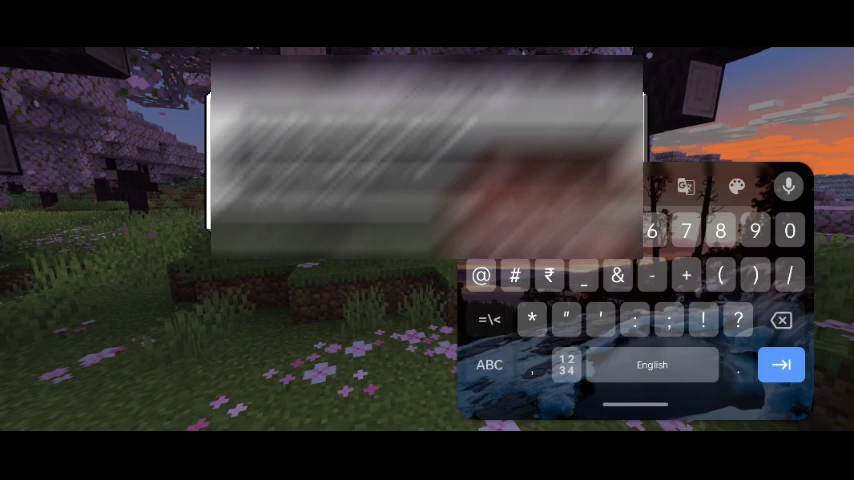 6 7 8 9 0
@ # ₹ _ & - + ( ) /
=\< * " ' : ; ! ?
ABC , 12 34 English .